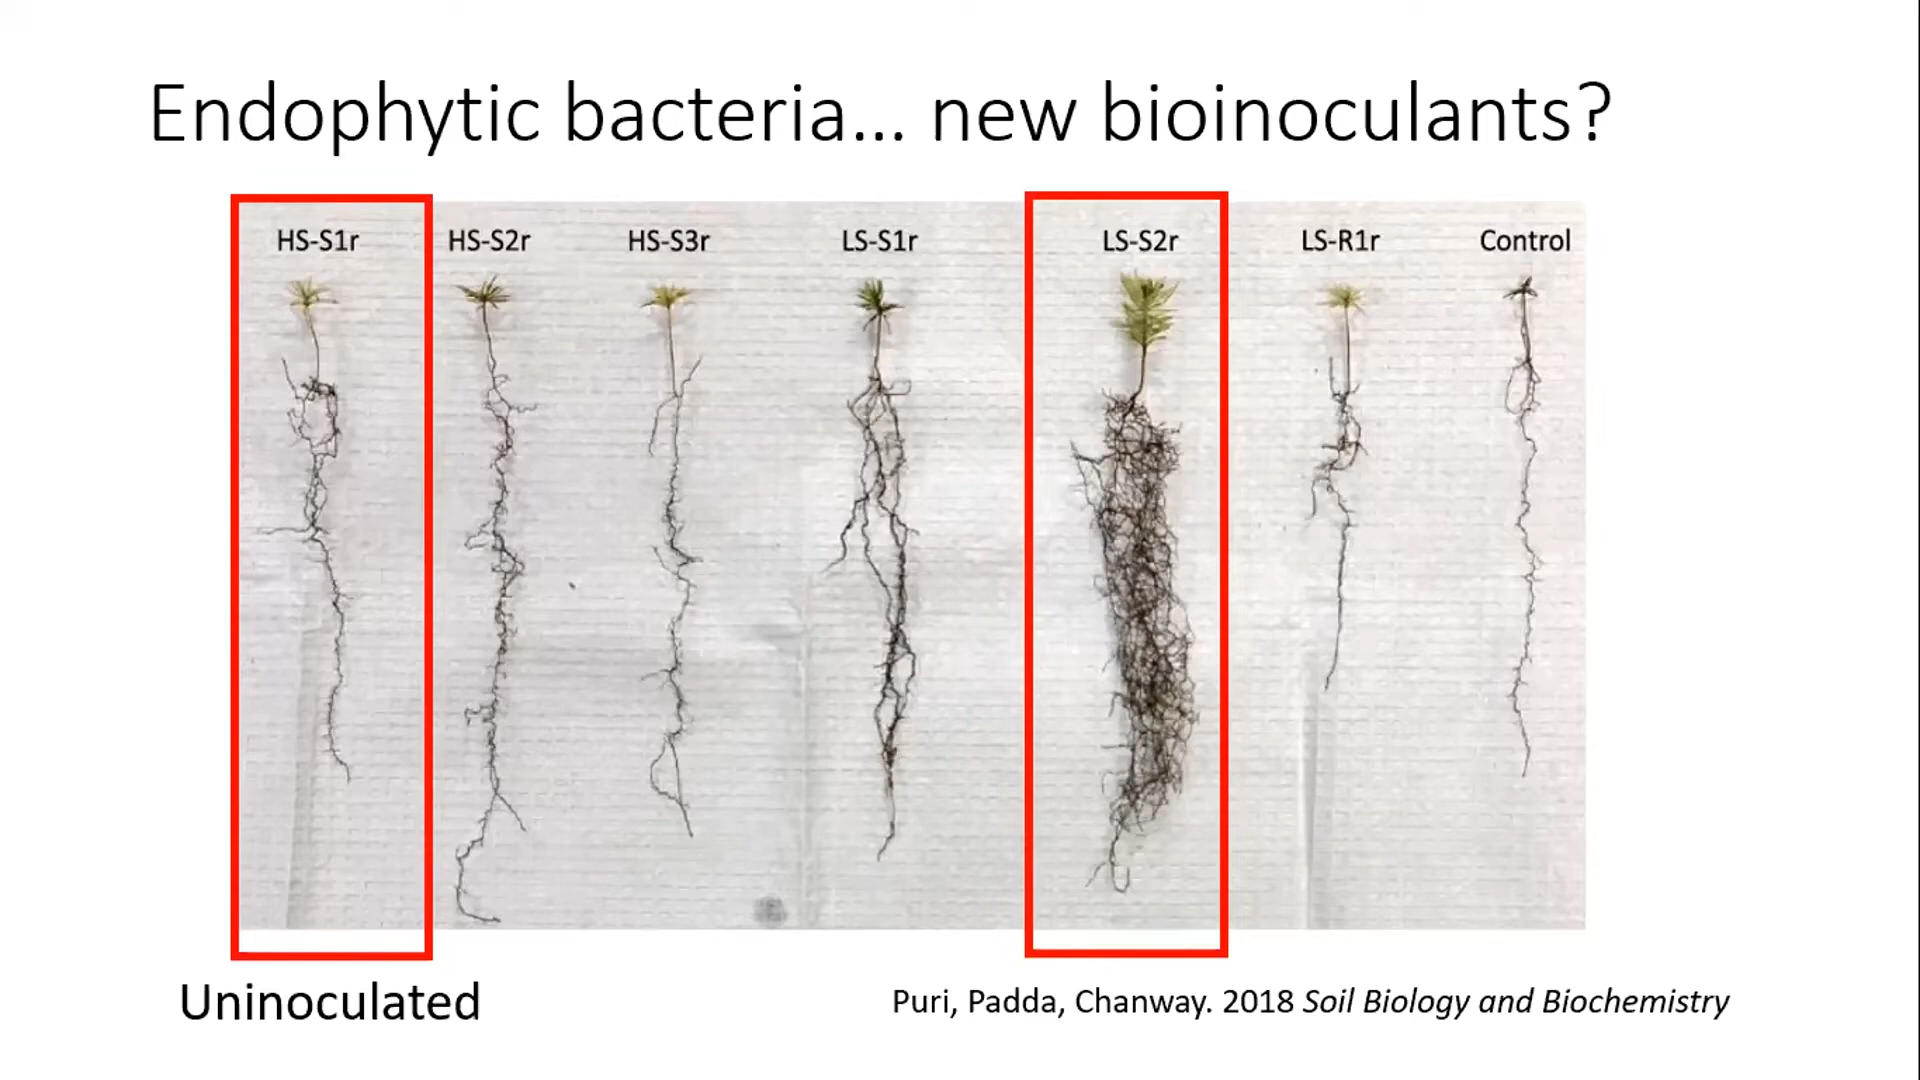 Endophytic bacteria... new bioinoculants?
HS-S1r HS-S2r HS-S3r LS-S1r LS-S2r LS-R1r Control
Uninoculated
Puri, Padda, Chanway. 2018 Soil Biology and Biochemistry